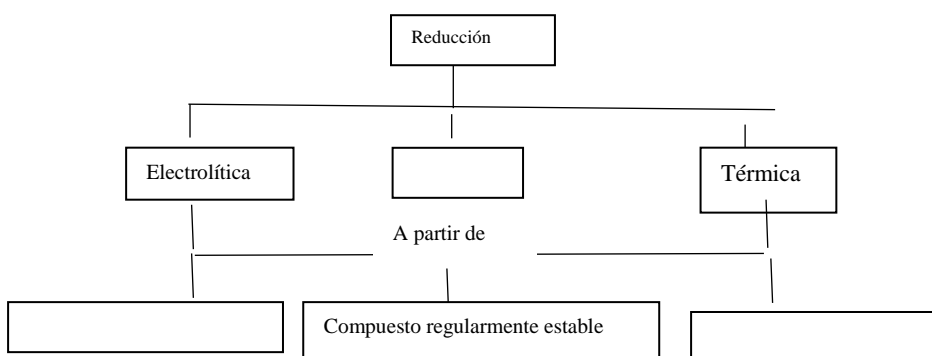 Reducción
Electrolítica
Térmica
A partir de
Compuesto regularmente estable